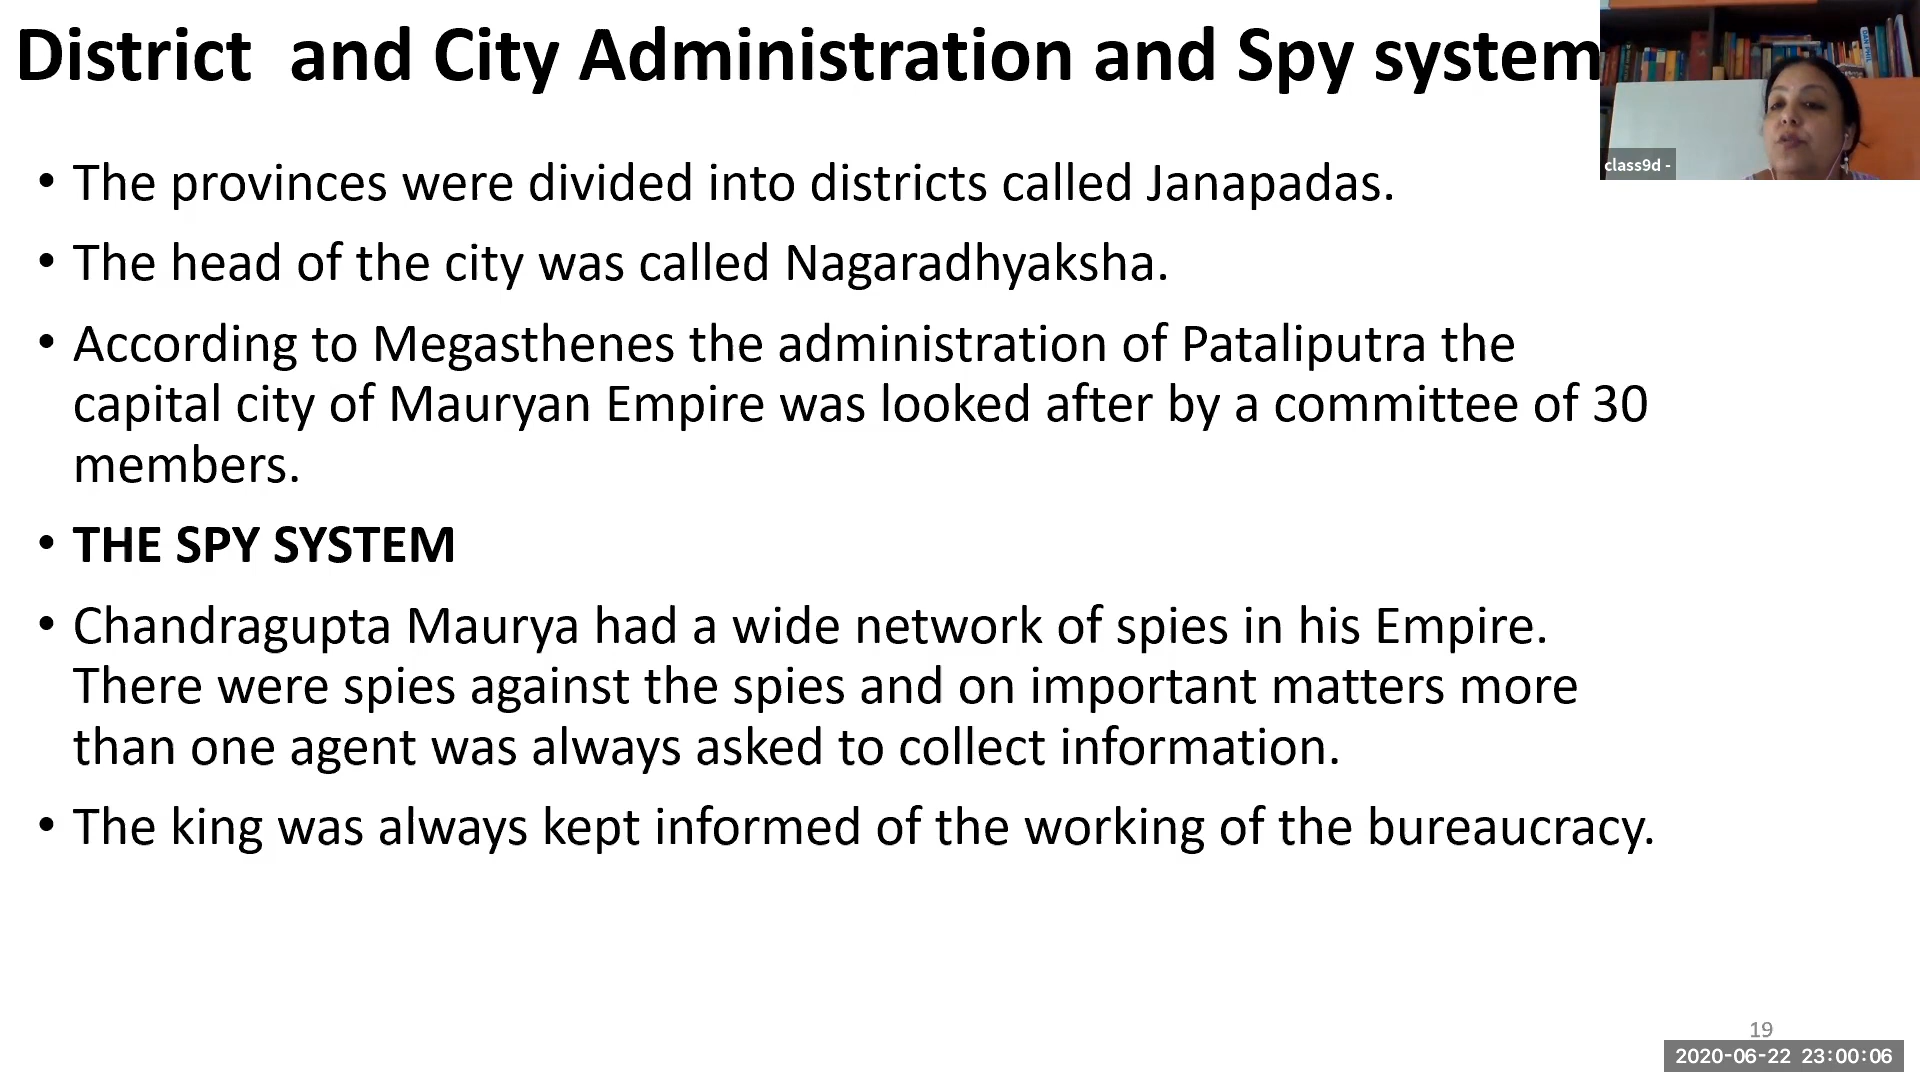 District  and City Administration and Spy system
class9d -
• The provinces were divided into districts called Janapadas.
• The head of the city was called Nagaradhyaksha.
• According to Megasthenes the administration of Pataliputra the
capital city of Mauryan Empire was looked after by a committee of 30
members.
• THE SPY SYSTEM
• Chandragupta Maurya had a wide network of spies in his Empire.
There were spies against the spies and on important matters more
than one agent was always asked to collect information.
• The king was always kept informed of the working of the bureaucracy.
19
2020-06-22 23:00:06